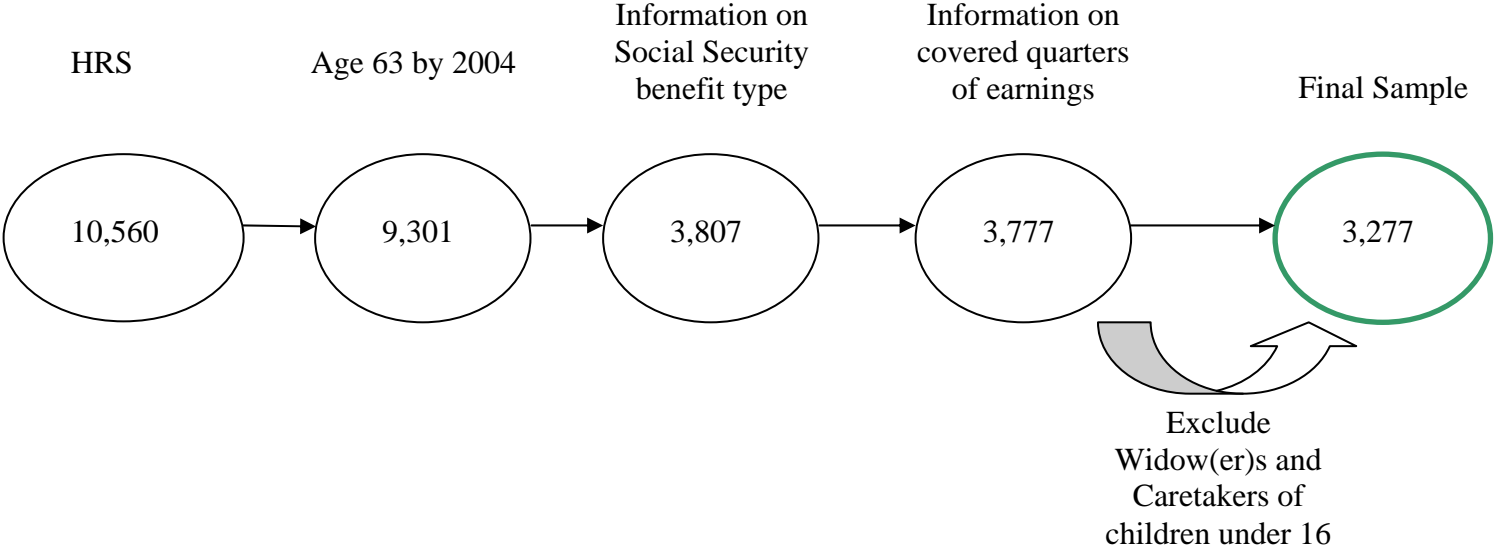 HRS
Age 63 by 2004
Information on
Social Security
benefit type
Information on
covered quarters
of earnings
Final Sample
10,560
9,301
3,807
3,777
3,277
Exclude
Widow(er)s and
Caretakers of
children under 16